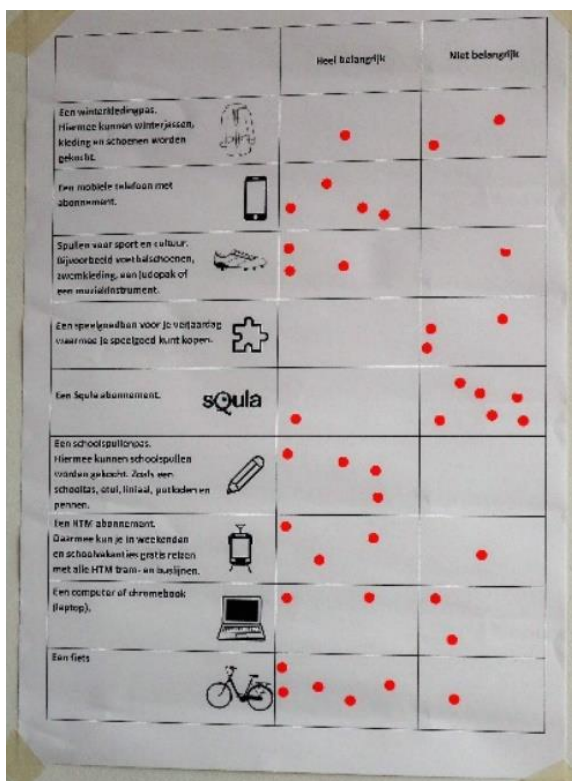 Heel belangrijk
Niet belangrijk
Een winterkledingpas.
Hiermee kunnen winterjassen,
kleding en schoenen worden
gekocht.
Een mobiele telefoon met
abonnement.
Spullen voor sport en cultuur.
Bijvoorbeeld voetbalschoenen,
zwemkleding, een judopak of
een muziekinstrument.
Een speelgoedbon voor je verjaardag
waarmee je speelgoed kunt kopen.
Een Squla abonnement.
sQula
Een schoolspullenpas.
Hiermee kunnen schoolspullen
worden gekocht. Zoals een
schooltas, etui, liniaal, potloden en
pennen.
Een HTM abonnement.
Daarmee kun je in weekenden
en schoolvakanties gratis reizen
met alle HTM tram- en buslijnen.
Een computer of chromebook
(laptop).
Een fiets